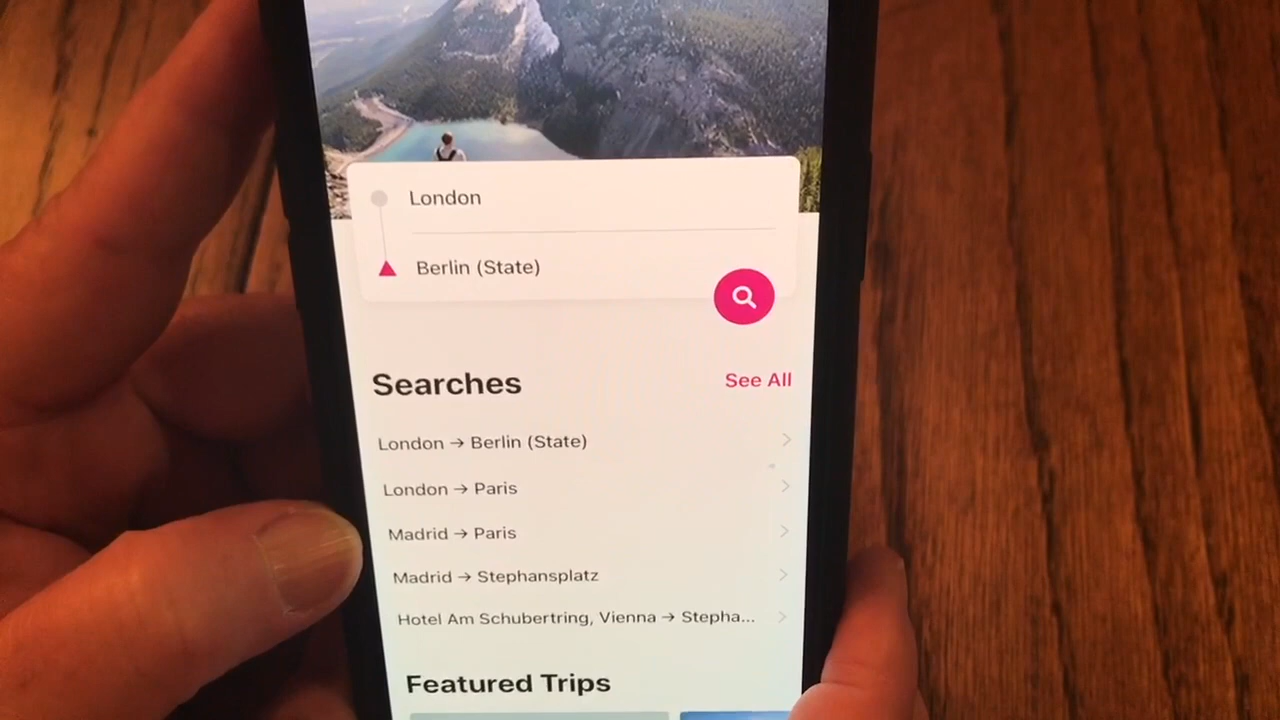 London
Berlin (State)
Searches
See All
London → Berlin (State)
London → Paris
Madrid → Paris
Madrid → Stephansplatz
Hotel Am Schubertring, Vienna → Stepha...
Featured Trips